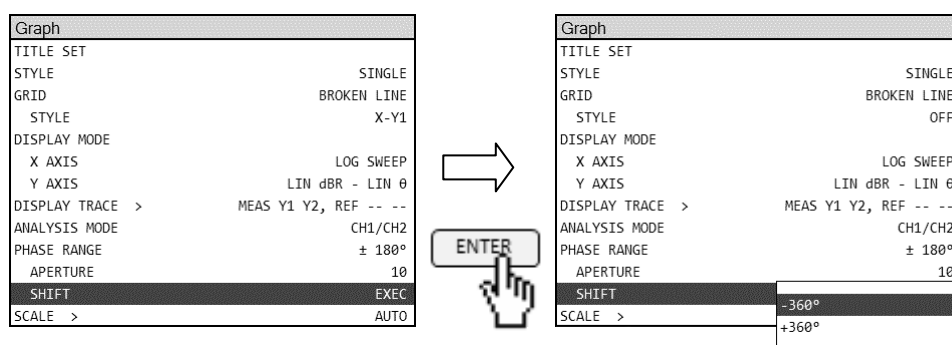 Graph
TITLE SET
STYLE SINGLE
GRID BROKEN LINE
STYLE X-Y1
DISPLAY MODE
X AXIS LOG SWEEP
Y AXIS LIN dBR - LIN θ
DISPLAY TRACE > MEAS Y1 Y2, REF -- --
ANALYSIS MODE CH1/CH2
PHASE RANGE ± 180°
APERTURE 10
SHIFT EXEC
SCALE > AUTO
ENTER
Graph
TITLE SET
STYLE SINGLE
GRID BROKEN LINE
STYLE OFF
DISPLAY MODE
X AXIS LOG SWEEP
Y AXIS LIN dBR - LIN θ
DISPLAY TRACE > MEAS Y1 Y2, REF -- --
ANALYSIS MODE CH1/CH2
PHASE RANGE ± 180°
APERTURE 10
SHIFT
-360°
SCALE >
+360°